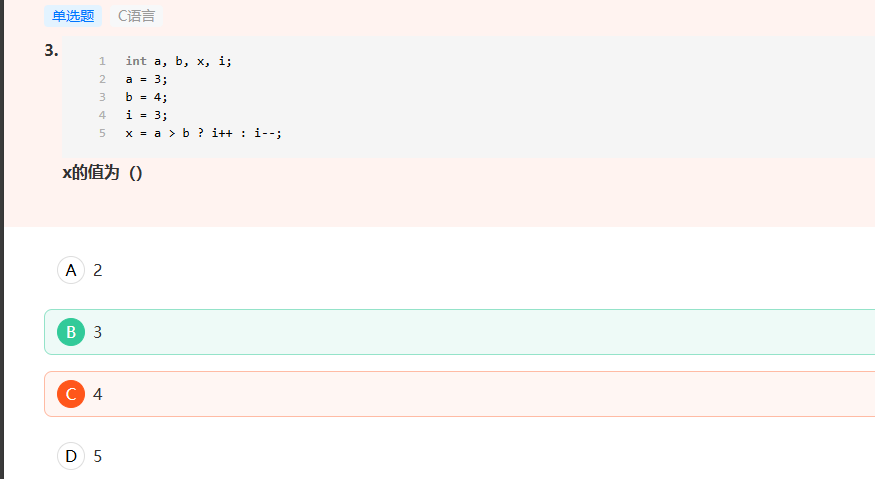 单选题 C语言
3.
1 int a, b, x, i;
2 a = 3;
3 b = 4;
4 i = 3;
5 x = a > b ? i++ : i--;
x的值为（）
A 2
B 3
C 4
D 5